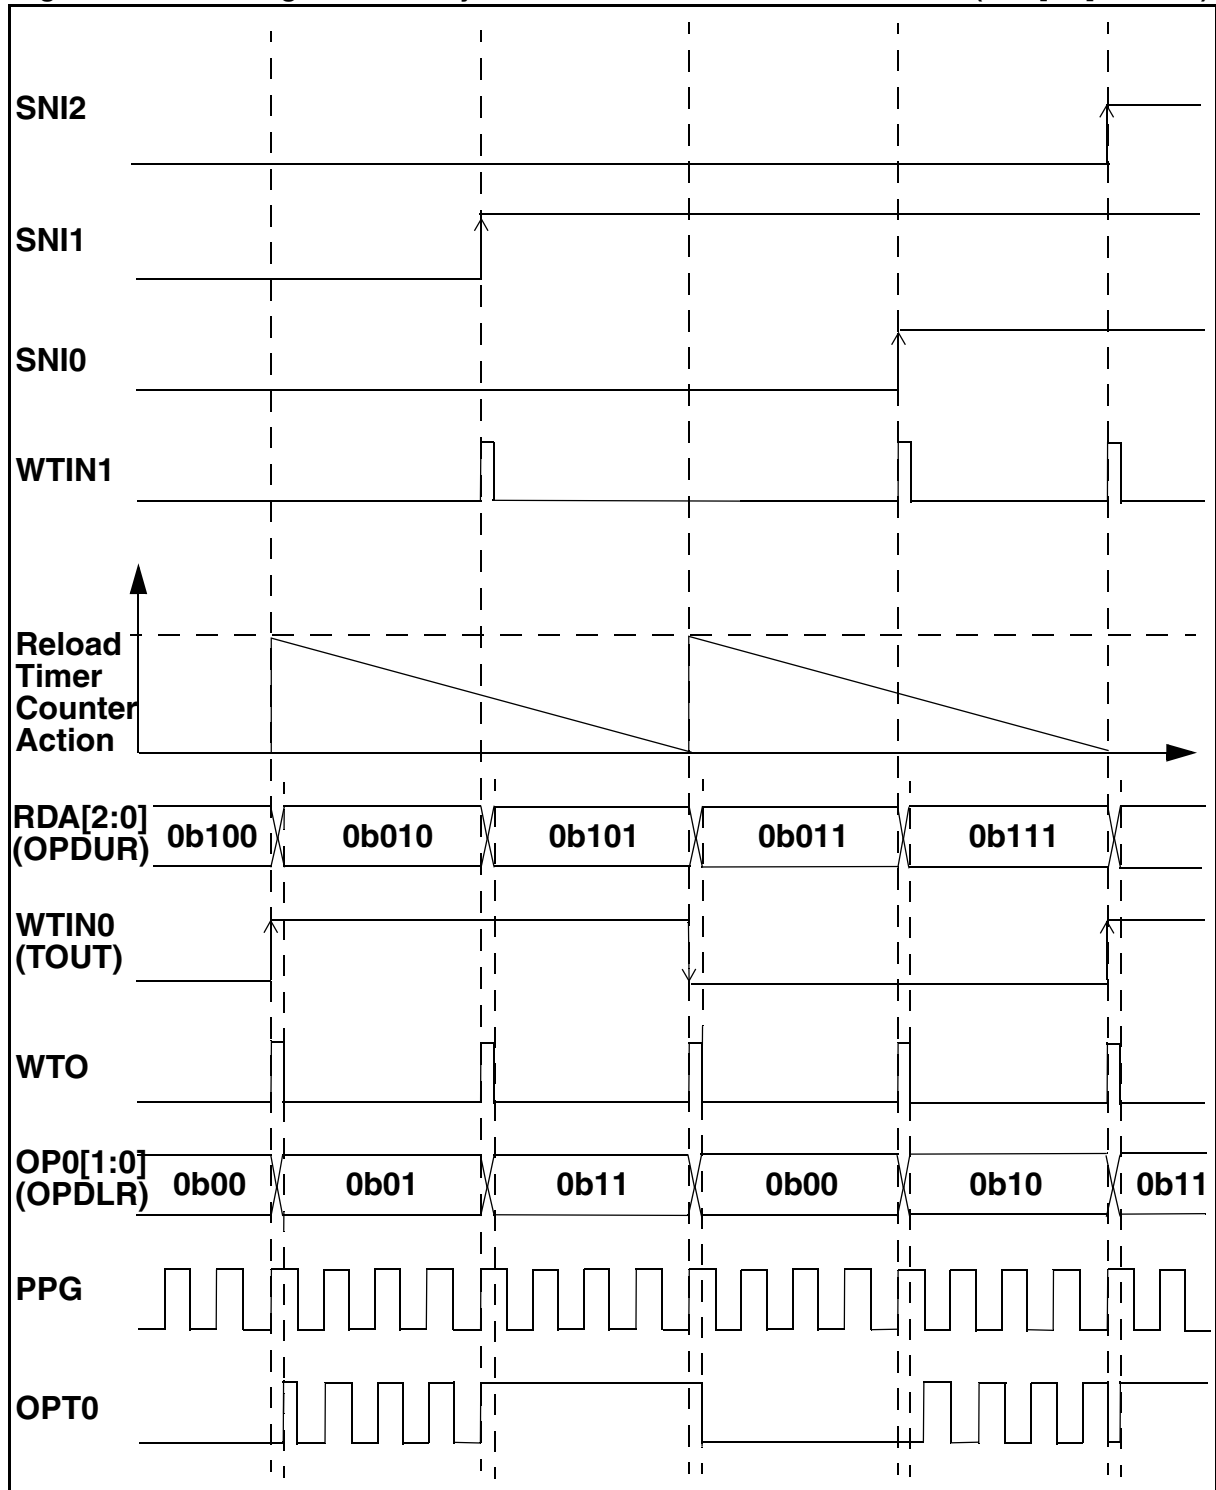 SNI2
SNI1
SNI0
WTIN1
Reload
Timer
Counter
Action
RDA[2:0]
(OPDUR)
0b100
0b010
0b101
0b011
0b111
WTIN0
(TOUT)
WTO
OP0[1:0]
(OPDLR)
0b00
0b01
0b11
0b00
0b10
0b11
PPG
OPT0